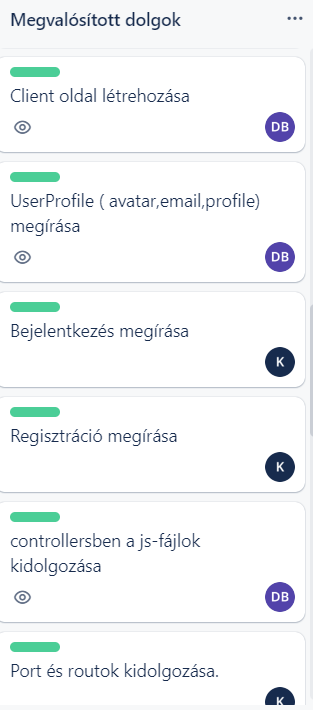 Megvalósított dolgok
Client oldal létrehozása
DB
UserProfile ( avatar,email,profile)
megírása
DB
Bejelentkezés megírása
K
Regisztráció megírása
K
controllersben a js-fájlok
kidolgozása
DB
Port és routok kidolgozása.
K